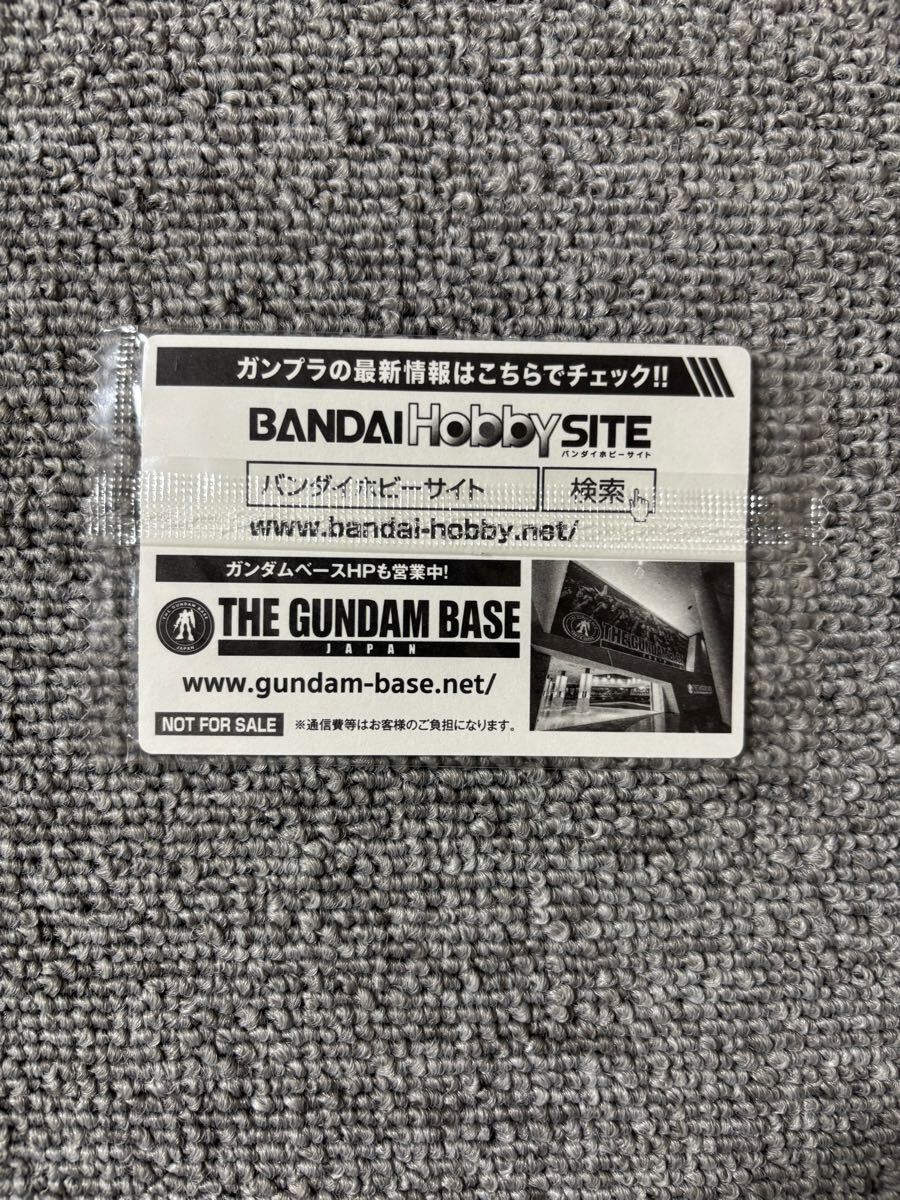 ガンプラの最新情報はこちらでチェック!!
BANDAI HobbySITE
バンダイホビーサイト
バンダイホビーサイト 検索
www.bandai-hobby.net/
ガンダムベースHPも営業中!
THE GUNDAM BASE
JAPAN
www.gundam-base.net/
NOT FOR SALE ※通信費等はお客様のご負担になります。
THE GUNDAM BASE